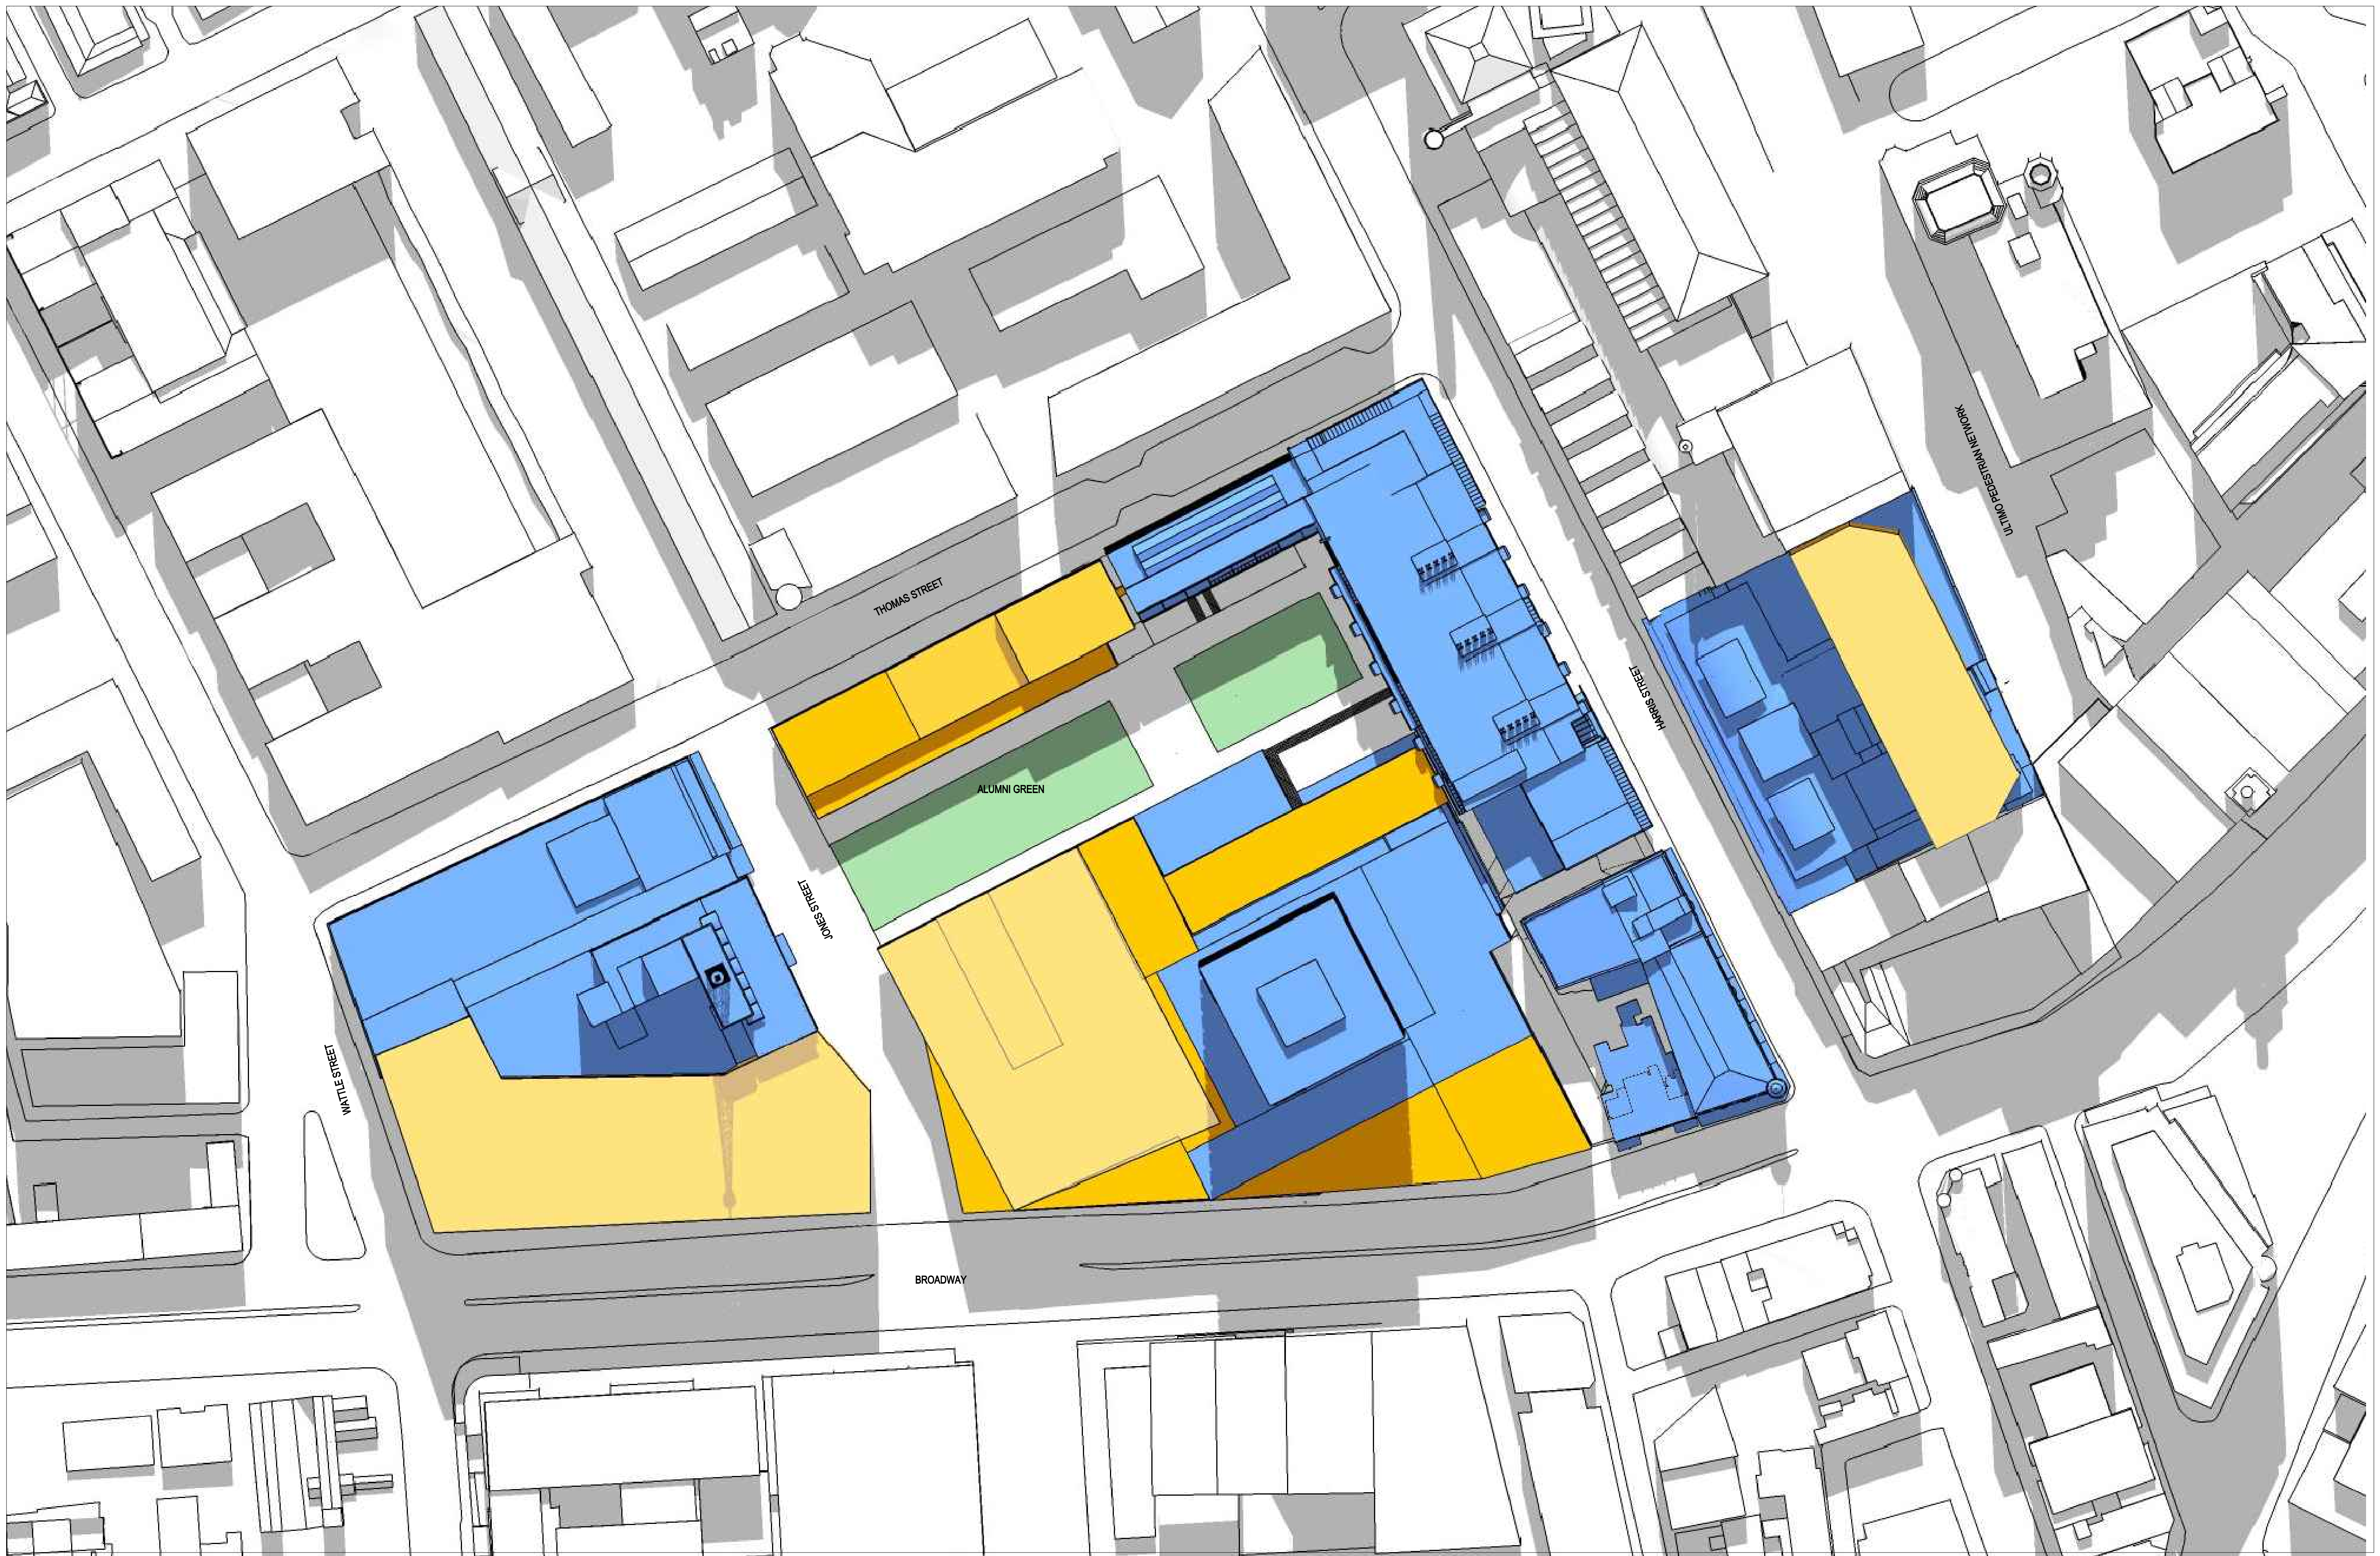 ULTIMO PEDESTRIAN NETWORK
THOMAS STREET
HARRIS STREET
ALUMNI GREEN
JONES STREET
WATTLE STREET
BROADWAY